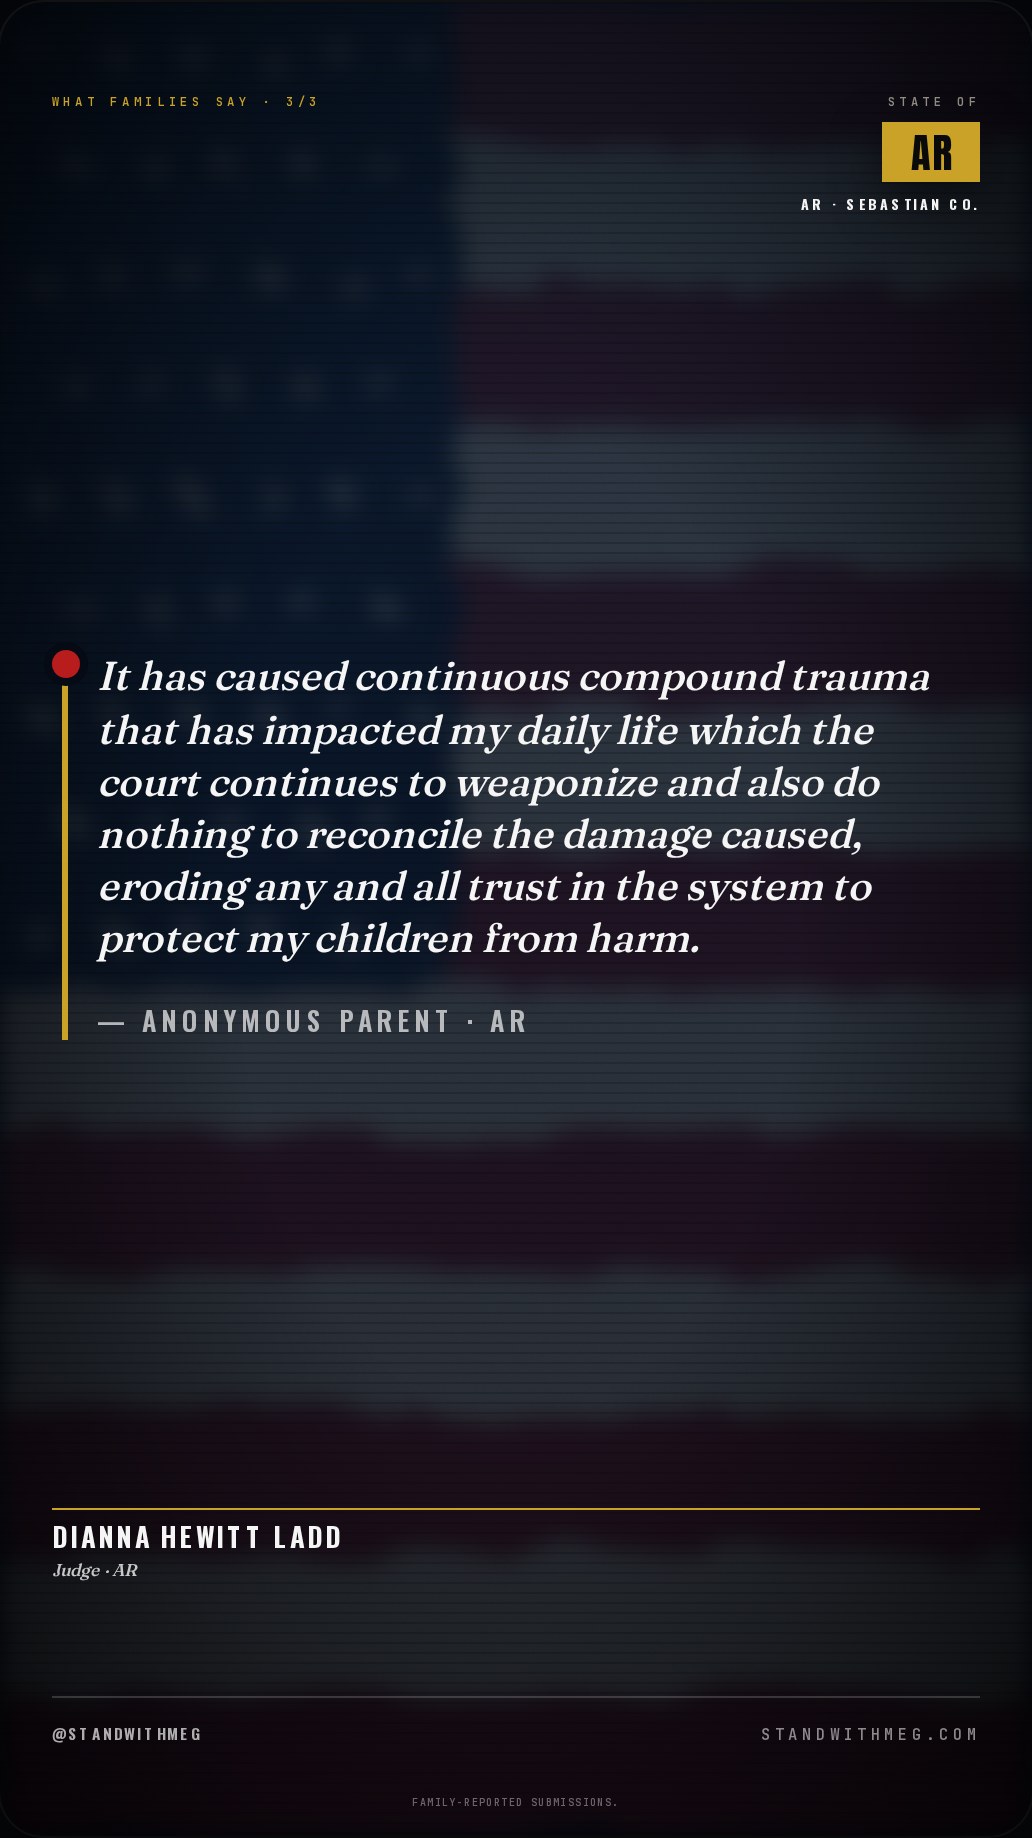 WHAT FAMILIES SAY · 3/3
STATE OF
AR
AR · SEBASTIAN CO.
It has caused continuous compound trauma
that has impacted my daily life which the
court continues to weaponize and also do
nothing to reconcile the damage caused,
eroding any and all trust in the system to
protect my children from harm.
— ANONYMOUS PARENT · AR
DIANNA HEWITT LADD
Judge · AR
@STANDWITHMEG
STANDWITHMEG.COM
FAMILY-REPORTED SUBMISSIONS.